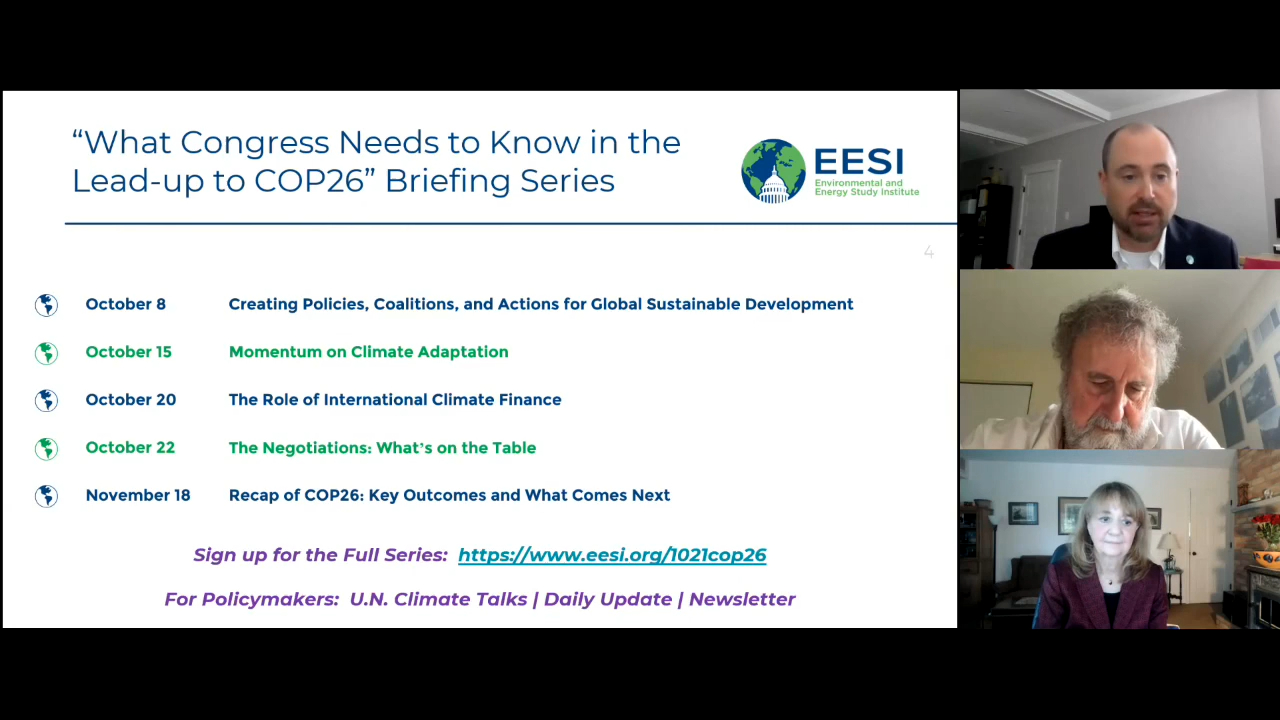 “What Congress Needs to Know in the
Lead-up to COP26” Briefing Series
EESI
Environmental and
Energy Study Institute
4
October 8 Creating Policies, Coalitions, and Actions for Global Sustainable Development
October 15 Momentum on Climate Adaptation
October 20 The Role of International Climate Finance
October 22 The Negotiations: What’s on the Table
November 18 Recap of COP26: Key Outcomes and What Comes Next
Sign up for the Full Series: https://www.eesi.org/1021cop26
For Policymakers: U.N. Climate Talks | Daily Update | Newsletter